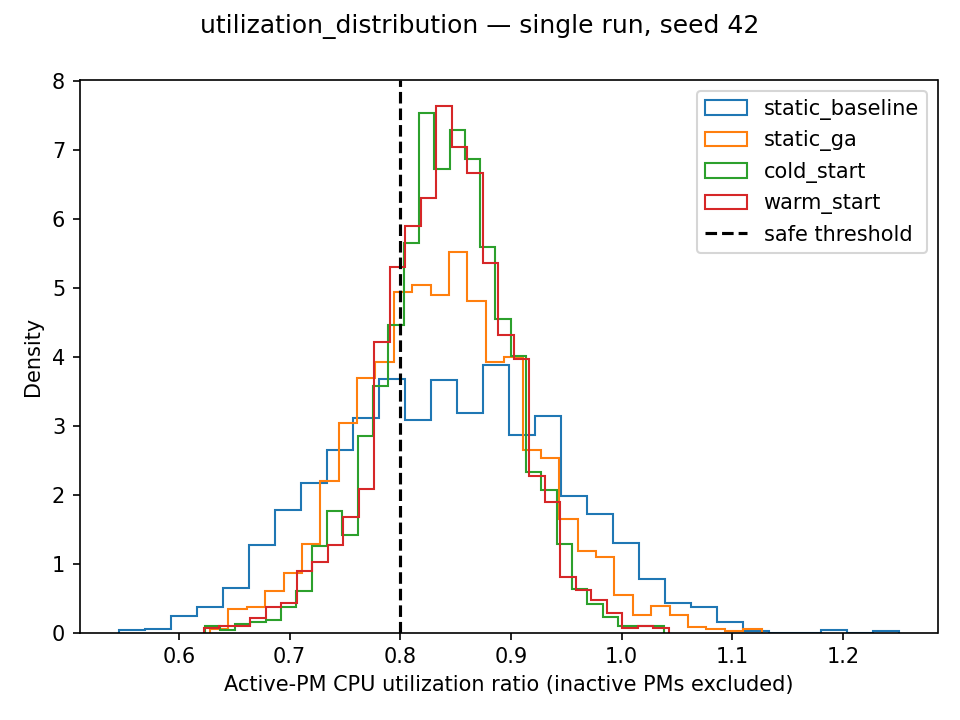 utilization_distribution — single run, seed 42
8
7
6
5
4
3
2
1
0
Density
0.6 0.7 0.8 0.9 1.0 1.1 1.2
Active-PM CPU utilization ratio (inactive PMs excluded)
static_baseline
static_ga
cold_start
warm_start
safe threshold